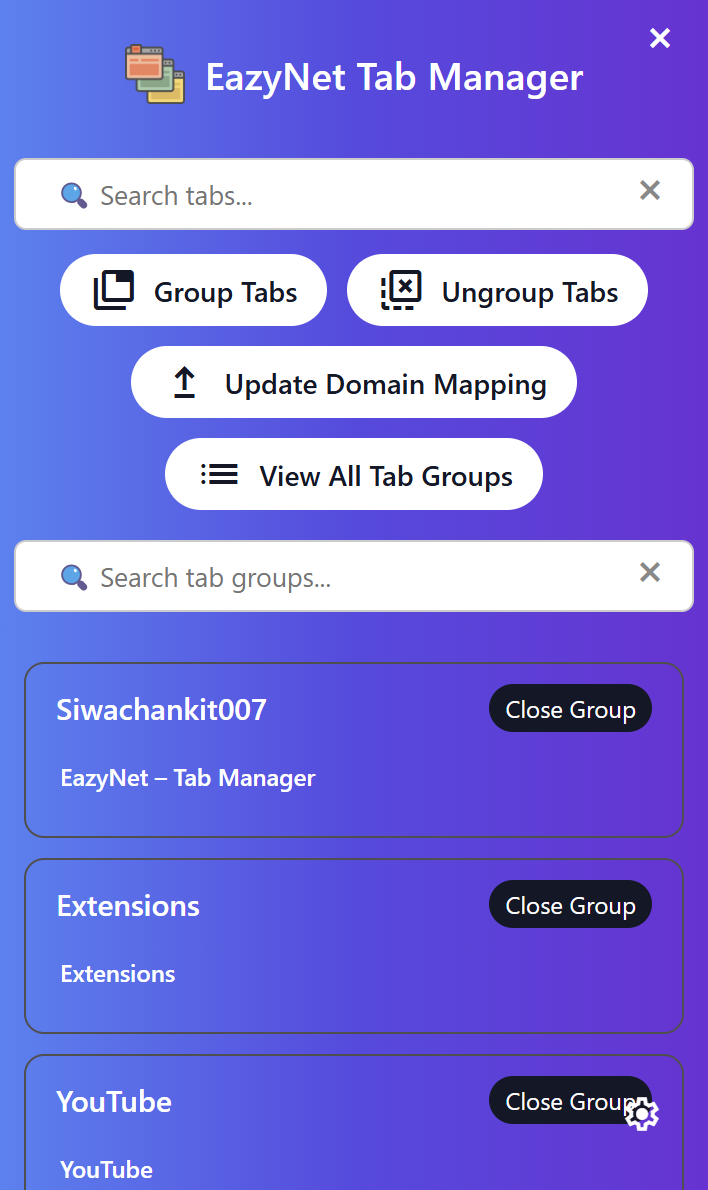 EazyNet Tab Manager
Search tabs...
Group Tabs
Ungroup Tabs
Update Domain Mapping
View All Tab Groups
Search tab groups...
Siwachankit007
Close Group
EazyNet – Tab Manager
Extensions
Close Group
Extensions
YouTube
Close Group
YouTube